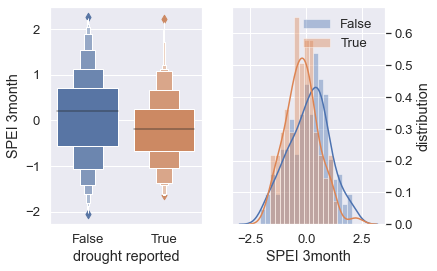 SPEI 3month
2
1
0
−1
−2
False
True
drought reported
False
True
distribution
0.6
0.5
0.4
0.3
0.2
0.1
0.0
−2.5
0.0
2.5
SPEI 3month